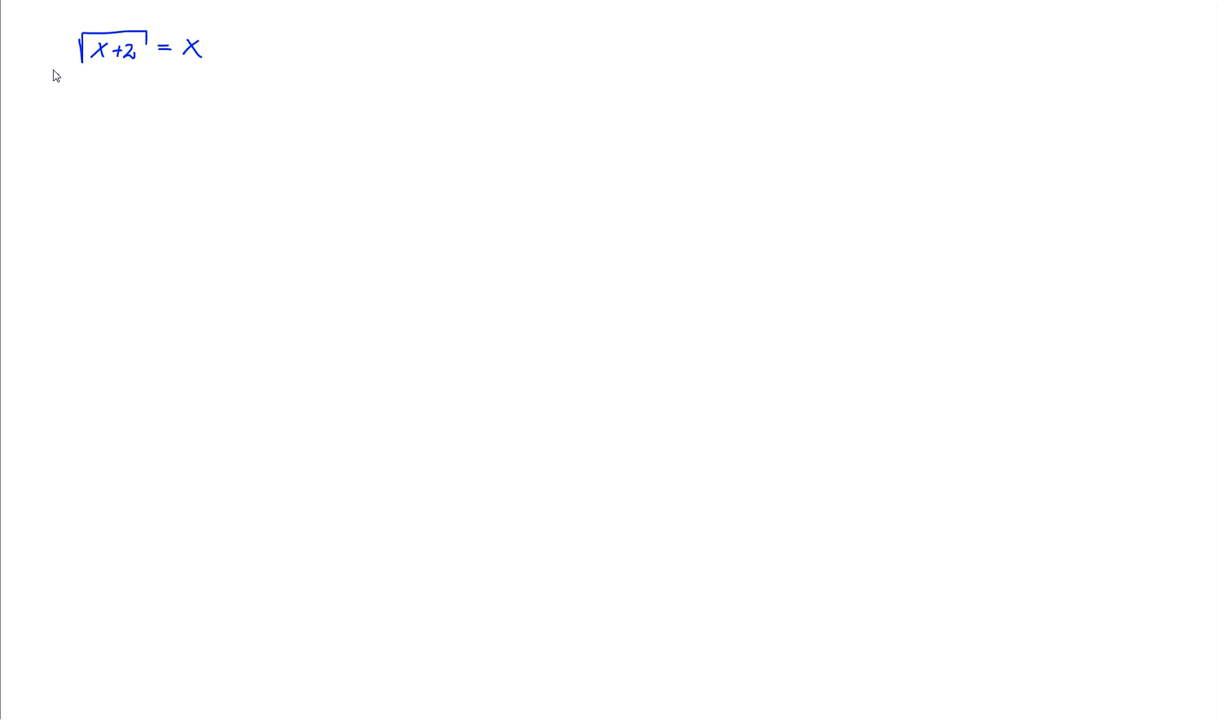 √(x+2) = x